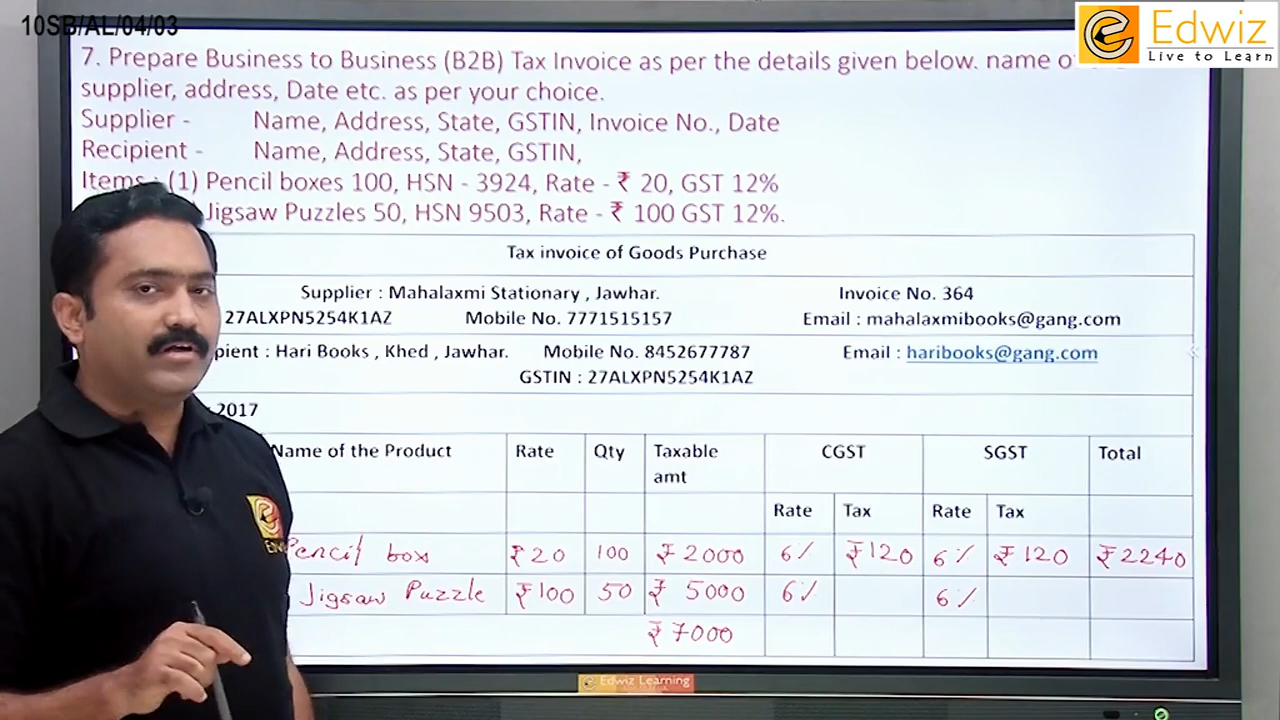 10SB/AL/04/03
Edwiz
Live to Learn
7. Prepare Business to Business (B2B) Tax Invoice as per the details given below. name
supplier, address, Date etc. as per your choice.
Supplier - Name, Address, State, GSTIN, Invoice No., Date
Recipient - Name, Address, State, GSTIN,
Items : (1) Pencil boxes 100, HSN - 3924, Rate - ₹ 20, GST 12%
Jigsaw Puzzles 50, HSN 9503, Rate - ₹ 100 GST 12%.
Tax invoice of Goods Purchase
Supplier : Mahalaxmi Stationary , Jawhar. Invoice No. 364
27ALXPN5254K1AZ Mobile No. 7771515157 Email : mahalaxmibooks@gang.com
pient : Hari Books , Khed , Jawhar. Mobile No. 8452677787 Email : haribooks@gang.com
GSTIN : 27ALXPN5254K1AZ
2017
Name of the Product Rate Qty Taxable amt CGST SGST Total
Rate Tax Rate Tax
Pencil box ₹20 100 ₹2000 6% ₹120 6% ₹120 ₹2240
Jigsaw Puzzle ₹100 50 ₹ 5000 6% 6%
₹7000
Edwiz Learning